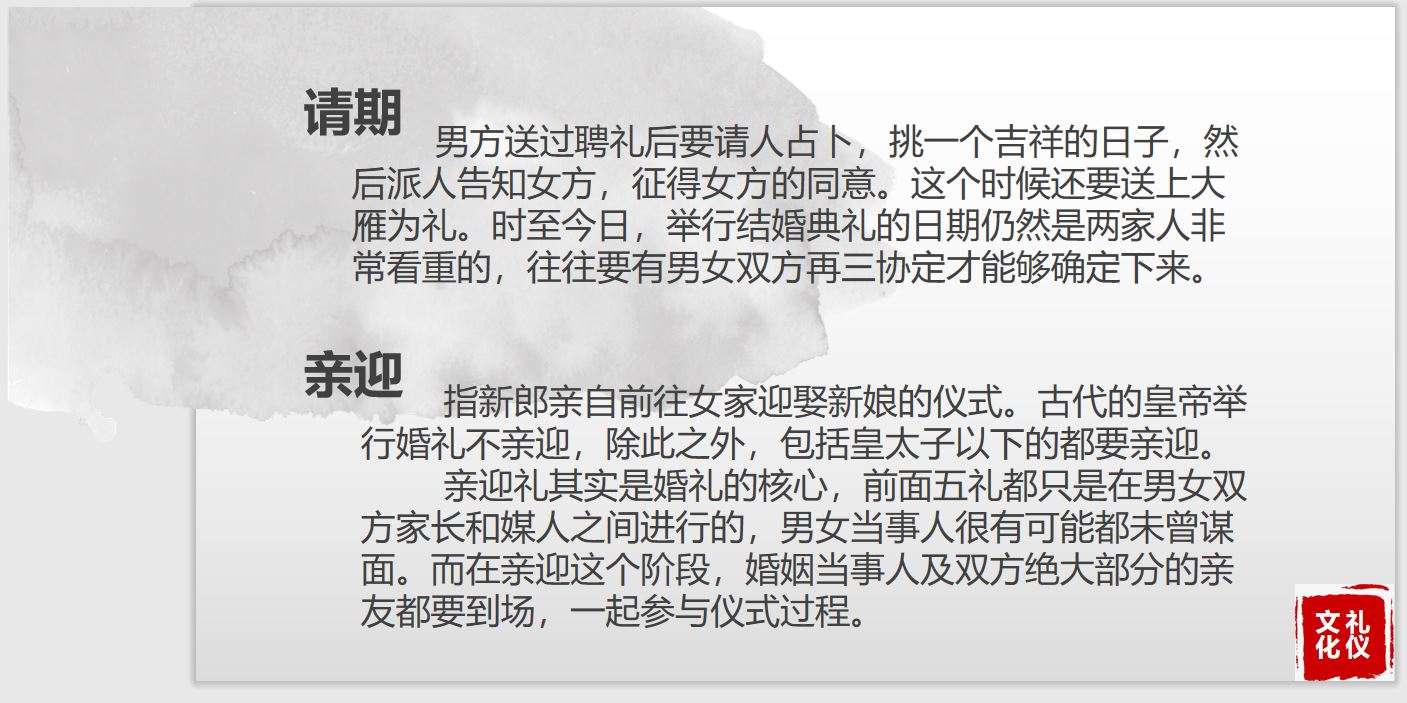 请期
男方送过聘礼后要请人占卜，挑一个吉祥的日子，然
后派人告知女方，征得女方的同意。这个时候还要送上大
雁为礼。时至今日，举行结婚典礼的日期仍然是两家人非
常看重的，往往要有男女双方再三协定才能够确定下来。
亲迎
指新郎亲自前往女家迎娶新娘的仪式。古代的皇帝举
行婚礼不亲迎，除此之外，包括皇太子以下的都要亲迎。
亲迎礼其实是婚礼的核心，前面五礼都只是在男女双
方家长和媒人之间进行的，男女当事人很有可能都未曾谋
面。而在亲迎这个阶段，婚姻当事人及双方绝大部分的亲
友都要到场，一起参与仪式过程。
礼仪
文化